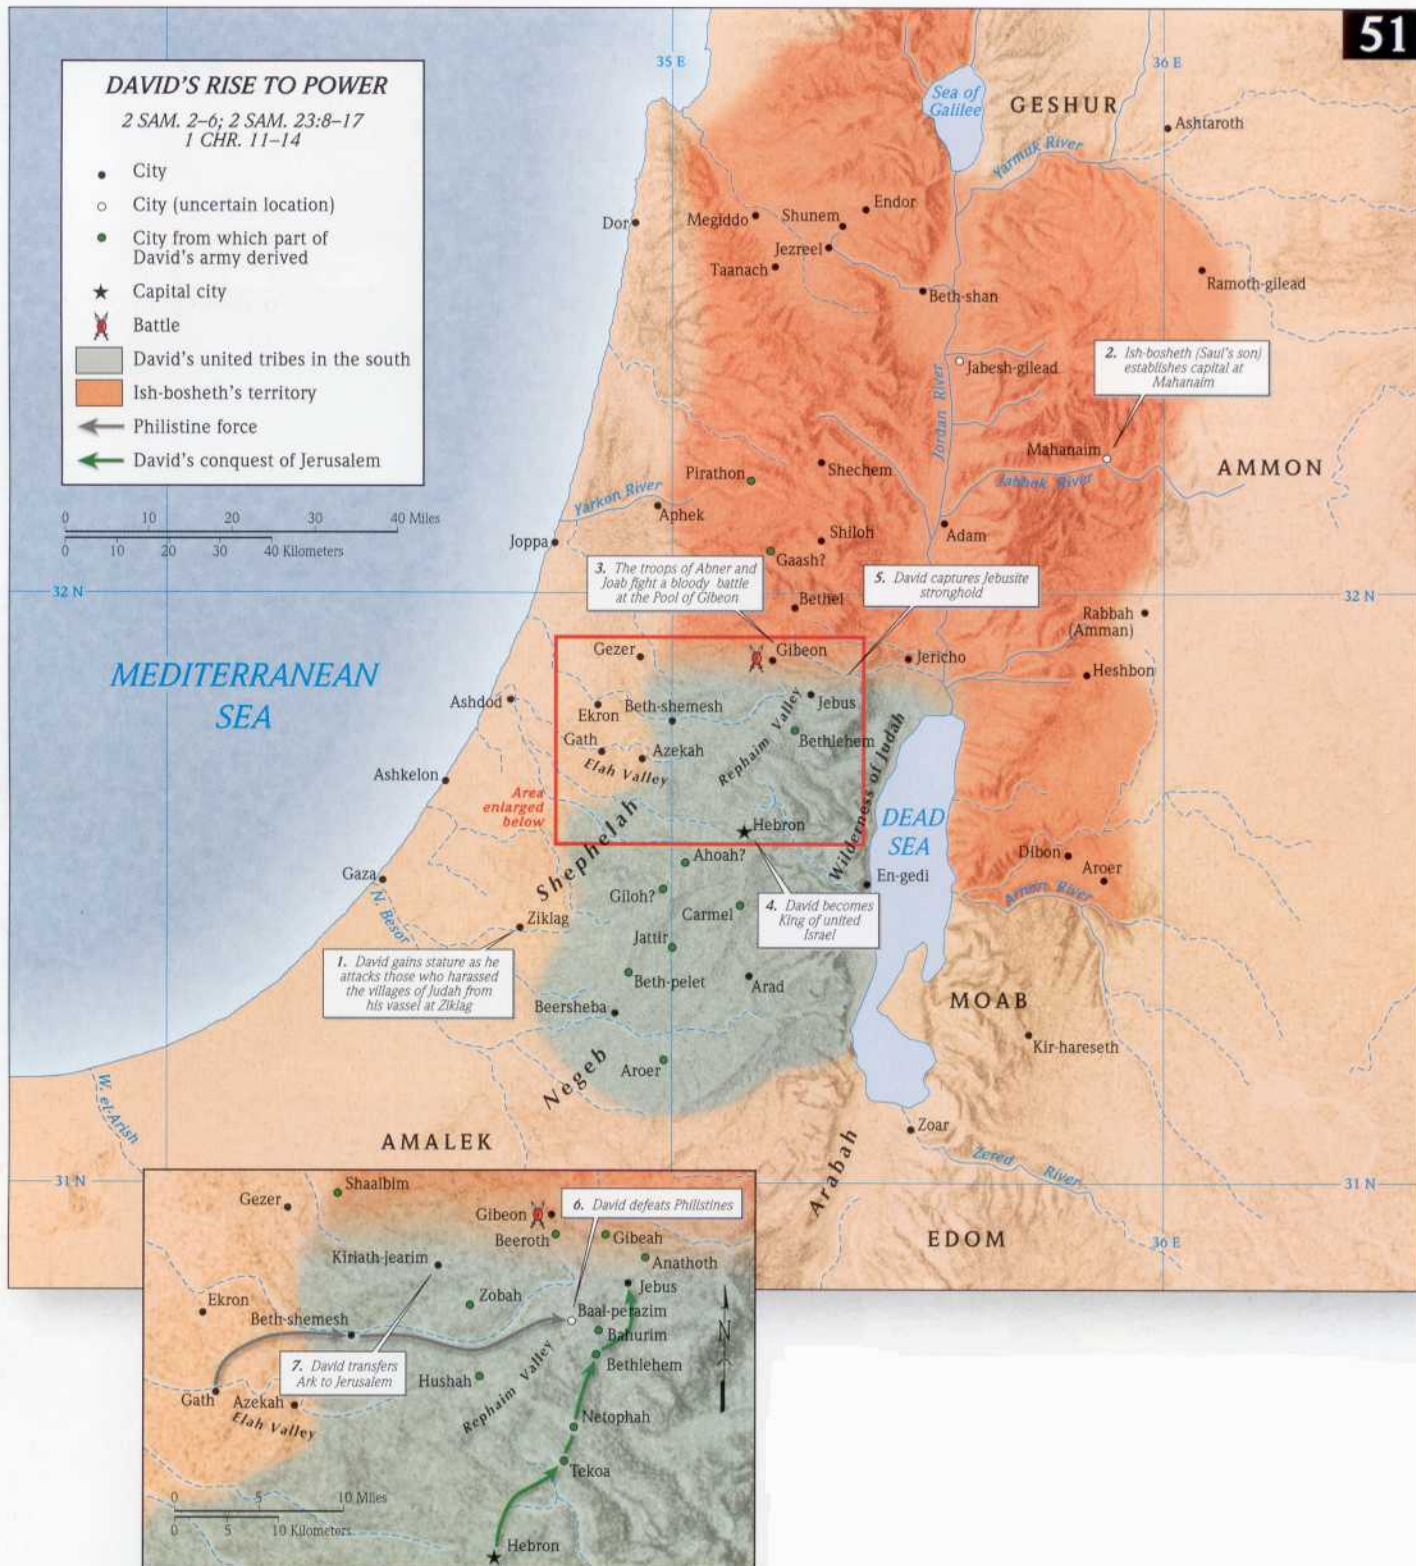 51
DAVID'S RISE TO POWER
2 SAM. 2–6; 2 SAM. 23:8–17
1 CHR. 11–14
City
City (uncertain location)
City from which part of
David's army derived
Capital city
Battle
David's united tribes in the south
Ish-bosheth's territory
Philistine force
David's conquest of Jerusalem
0 10 20 30 40 Miles
0 10 20 30 40 Kilometers
35 E
36 E
Sea of
Galilee
GESHUR
Ashtaroth
Yarmuk River
Dor
Megiddo
Shunem
Endor
Jezreel
Taanach
Beth-shan
Ramoth-gilead
Jabesh-gilead
2. Ish-bosheth (Saul's son)
establishes capital at
Mahanaim
Jordan River
Mahanaim
AMMON
Jabbok River
Pirathon
Shechem
Yarkon River
Aphek
Joppa
Shiloh
Adam
Gaash?
3. The troops of Abner and
Joab fight a bloody battle
at the Pool of Gibeon
5. David captures Jebusite
stronghold
32 N
32 N
Bethel
Rabbah
(Amman)
Gezer
Gibeon
Jericho
Heshbon
MEDITERRANEAN
SEA
Ashdod
Ekron
Beth-shemesh
Jebus
Rephaim Valley
Bethlehem
Gath
Azekah
Elah Valley
Ashkelon
Area
enlarged
below
Wilderness of Judah
DEAD
SEA
Hebron
Shephelah
Ahoah?
Dibon
Aroer
Gaza
En-gedi
Arnon River
Giloh?
Carmel
N. Besor
Ziklag
4. David becomes
King of united
Israel
Jattir
1. David gains stature as he
attacks those who harassed
the villages of Judah from
his vassel at Ziklag
Beth-pelet
Arad
MOAB
Beersheba
Kir-hareseth
Negeb
Aroer
W. el-Arish
Zoar
AMALEK
Arabah
Zered River
31 N
31 N
EDOM
36 E
Shaalbim
Gezer
Gibeon
6. David defeats Philistines
Beeroth
Gibeah
Kiriath-jearim
Anathoth
Jebus
Ekron
Zobah
Beth-shemesh
Baal-perazim
N
Bahurim
7. David transfers
Ark to Jerusalem
Rephaim Valley
Bethlehem
Hushah
Gath
Azekah
Elah Valley
Netophah
Tekoa
0 5 10 Miles
0 5 10 Kilometers
Hebron